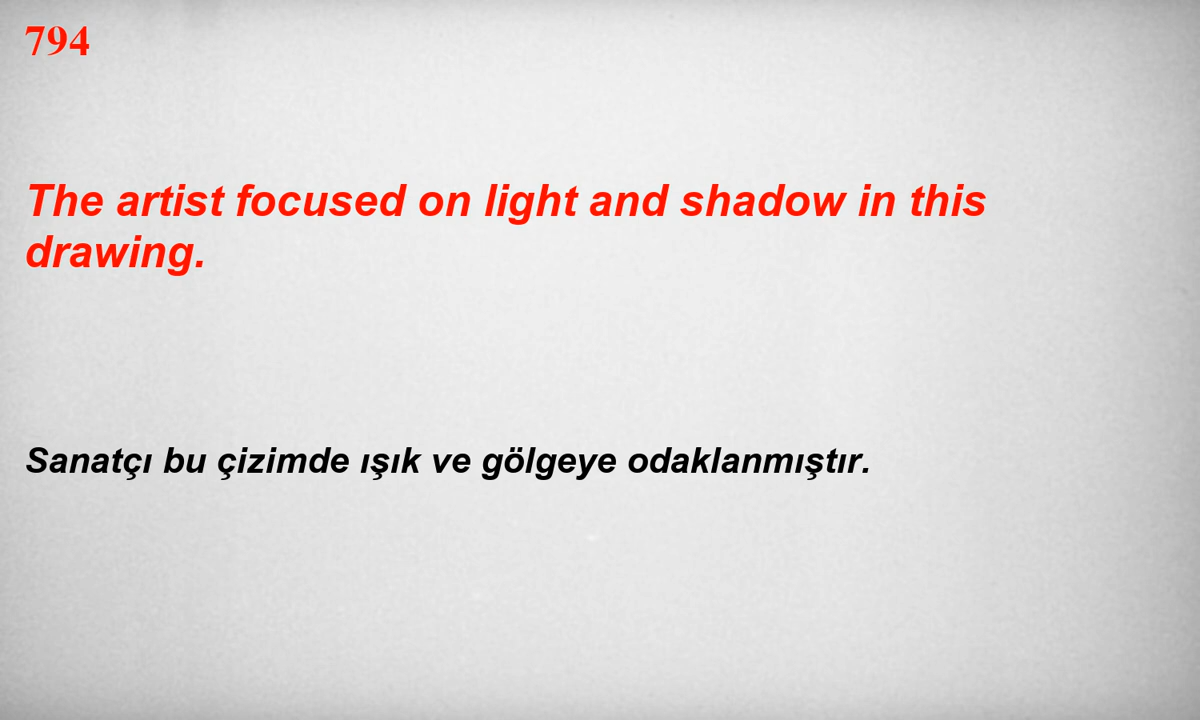 794
The artist focused on light and shadow in this
drawing.
Sanatçı bu çizimde ışık ve gölgeye odaklanmıştır.